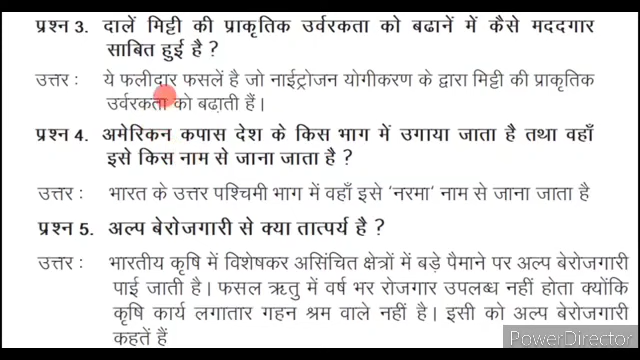 प्रश्न 3. दालें मिट्टी की प्राकृतिक उर्वरकता को बढानें में कैसे मददगार
साबित हुई है ?
उत्तर : ये फलीदार फसलें है जो नाईट्रोजन योगीकरण के द्वारा मिट्टी की प्राकृतिक
उर्वरकता को बढा़ती हैं।
प्रश्न 4. अमेरिकन कपास देश के किस भाग में उगाया जाता है तथा वहाँ
इसे किस नाम से जाना जाता है ?
उत्तर : भारत के उत्तर पश्चिमी भाग में वहाँ इसे ‘नरमा’ नाम से जाना जाता है
प्रश्न 5. अल्प बेरोजगारी से क्या तात्पर्य है ?
उत्तर : भारतीय कृषि में विशेषकर असिंचित क्षेत्रों में बड़े पैमाने पर अल्प बेरोजगारी
पाई जाती है। फसल ऋतु में वर्ष भर रोजगार उपलब्ध नहीं होता क्योंकि
कृषि कार्य लगातार गहन श्रम वाले नहीं है। इसी को अल्प बेरोजगारी
कहतें हैं
PowerDirector